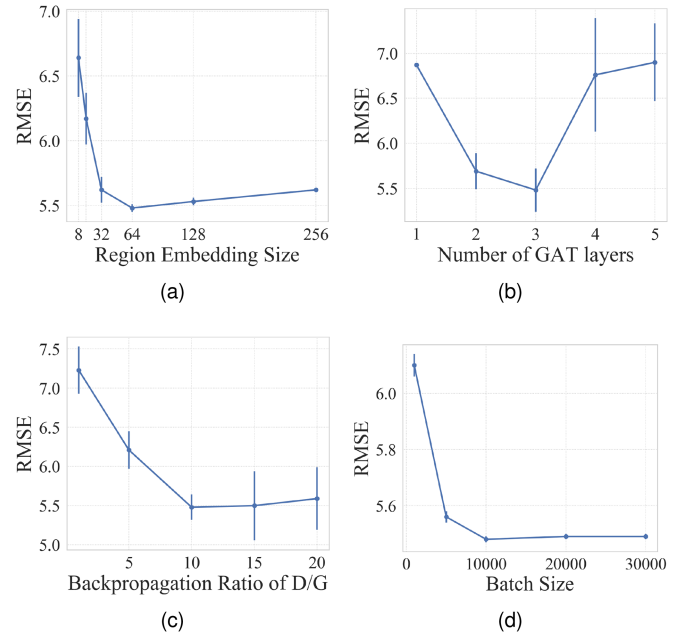 7.0
6.5
6.0
5.5
RMSE
8 32 64 128 256
Region Embedding Size
(a)
7.0
6.5
6.0
5.5
RMSE
1 2 3 4 5
Number of GAT layers
(b)
7.5
7.0
6.5
6.0
5.5
5.0
RMSE
5 10 15 20
Backpropagation Ratio of D/G
(c)
6.0
5.8
5.6
RMSE
0 10000 20000 30000
Batch Size
(d)